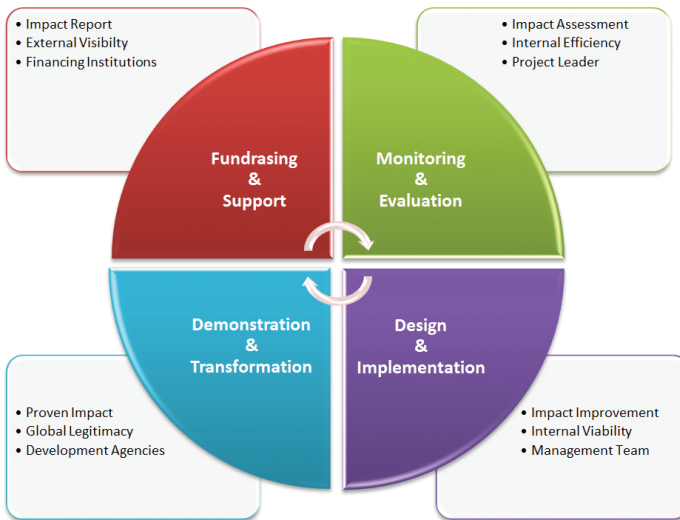 • Impact Report
• External Visibilty
• Financing Institutions
• Impact Assessment
• Internal Efficiency
• Project Leader
Fundrasing
&
Support
Monitoring
&
Evaluation
Demonstration
&
Transformation
Design
&
Implementation
• Proven Impact
• Global Legitimacy
• Development Agencies
• Impact Improvement
• Internal Viability
• Management Team